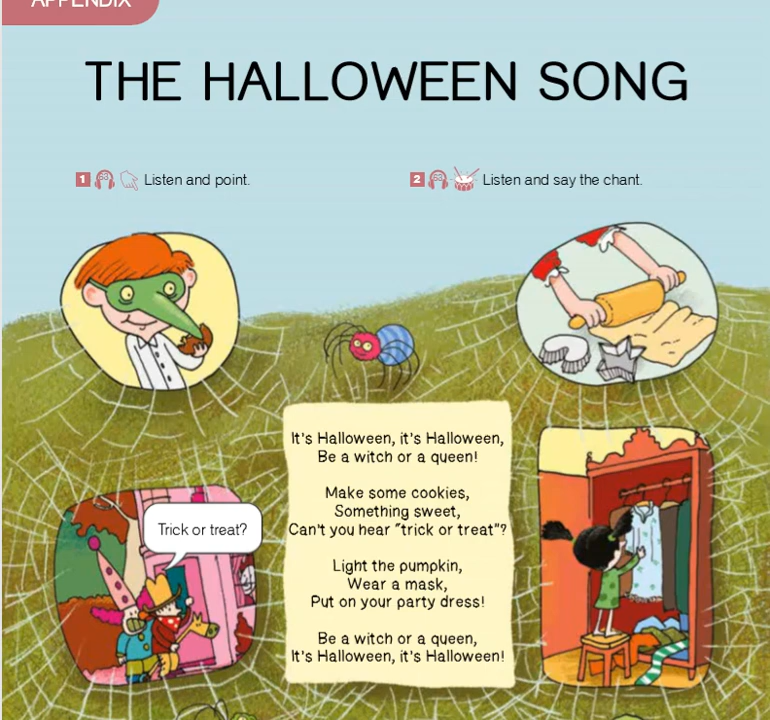 APPENDIX
THE HALLOWEEN SONG
1 53 Listen and point.
2 53 Listen and say the chant.
It's Halloween, it's Halloween,
Be a witch or a queen!
Make some cookies,
Something sweet,
Can't you hear "trick or treat"?
Light the pumpkin,
Wear a mask,
Put on your party dress!
Be a witch or a queen,
It's Halloween, it's Halloween!
Trick or treat?